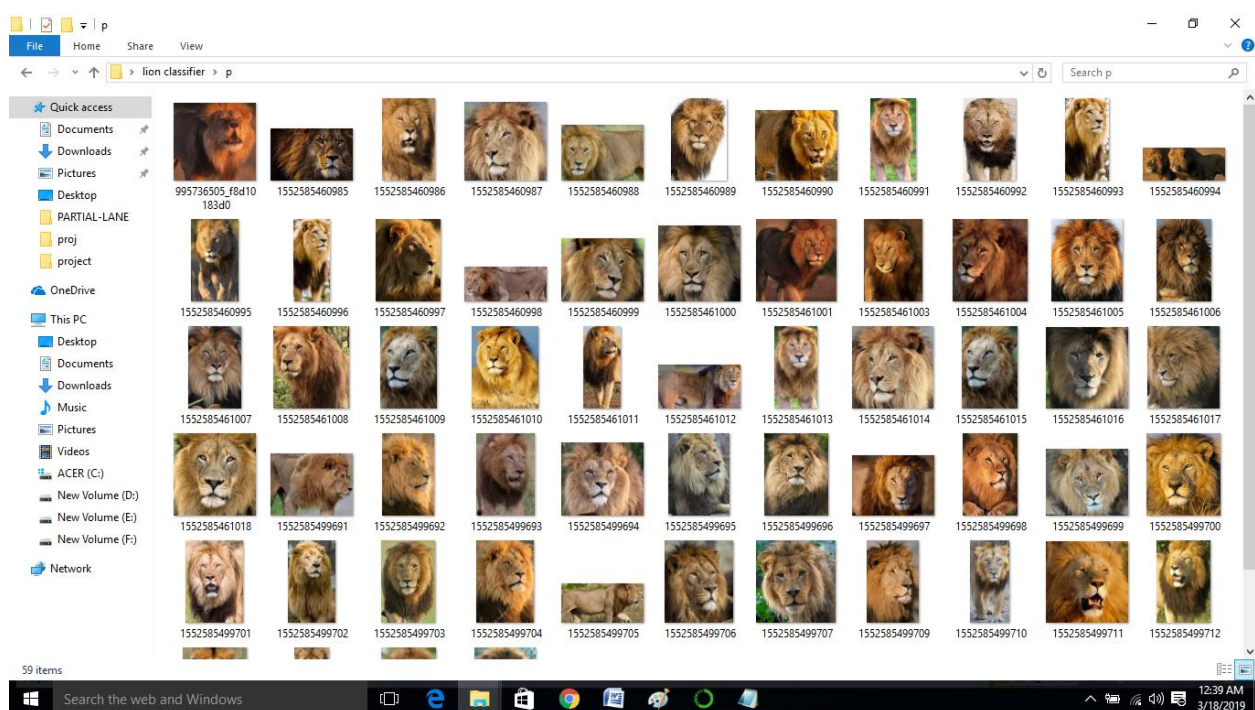 p
File Home Share View
lion classifier p
Search p
Quick access
Documents
Downloads
Pictures
Desktop
PARTIAL-LANE
proj
project
OneDrive
This PC
Desktop
Documents
Downloads
Music
Pictures
Videos
ACER (C:)
New Volume (D:)
New Volume (E:)
New Volume (F:)
Network
995736505_f8d10
183d0
1552585460985
1552585460986
1552585460987
1552585460988
1552585460989
1552585460990
1552585460991
1552585460992
1552585460993
1552585460994
1552585460995
1552585460996
1552585460997
1552585460998
1552585460999
1552585461000
1552585461001
1552585461003
1552585461004
1552585461005
1552585461006
1552585461007
1552585461008
1552585461009
1552585461010
1552585461011
1552585461012
1552585461013
1552585461014
1552585461015
1552585461016
1552585461017
1552585461018
1552585499691
1552585499692
1552585499693
1552585499694
1552585499695
1552585499696
1552585499697
1552585499698
1552585499699
1552585499700
1552585499701
1552585499702
1552585499703
1552585499704
1552585499705
1552585499706
1552585499707
1552585499709
1552585499710
1552585499711
1552585499712
59 items
Search the web and Windows
12:39 AM
3/18/2019